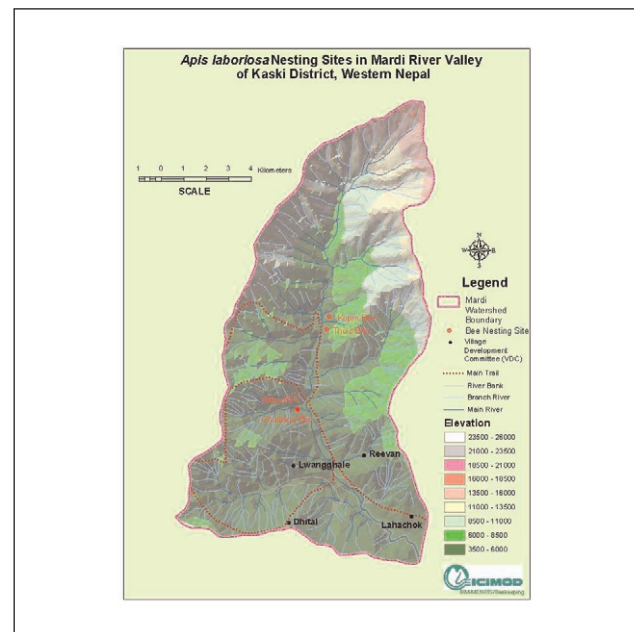 Apis laboriosa Nesting Sites in Mardi River Valley
of Kaski District, Western Nepal
1 0 1 2 3 4 Kilometers
SCALE
N
W E
S
Legend
Mardi
Watershed
Boundary
Bee Nesting Site
Village
Development
Committee (VDC)
Main Trail
River Bank
Branch River
Main River
Elevation
23500 - 26000
21000 - 23500
18500 - 21000
16000 - 18500
13500 - 16000
11000 - 13500
8500 - 11000
6000 - 8500
3500 - 6000
Reevan
Lwangghale
Lahachok
Dhital
ICIMOD